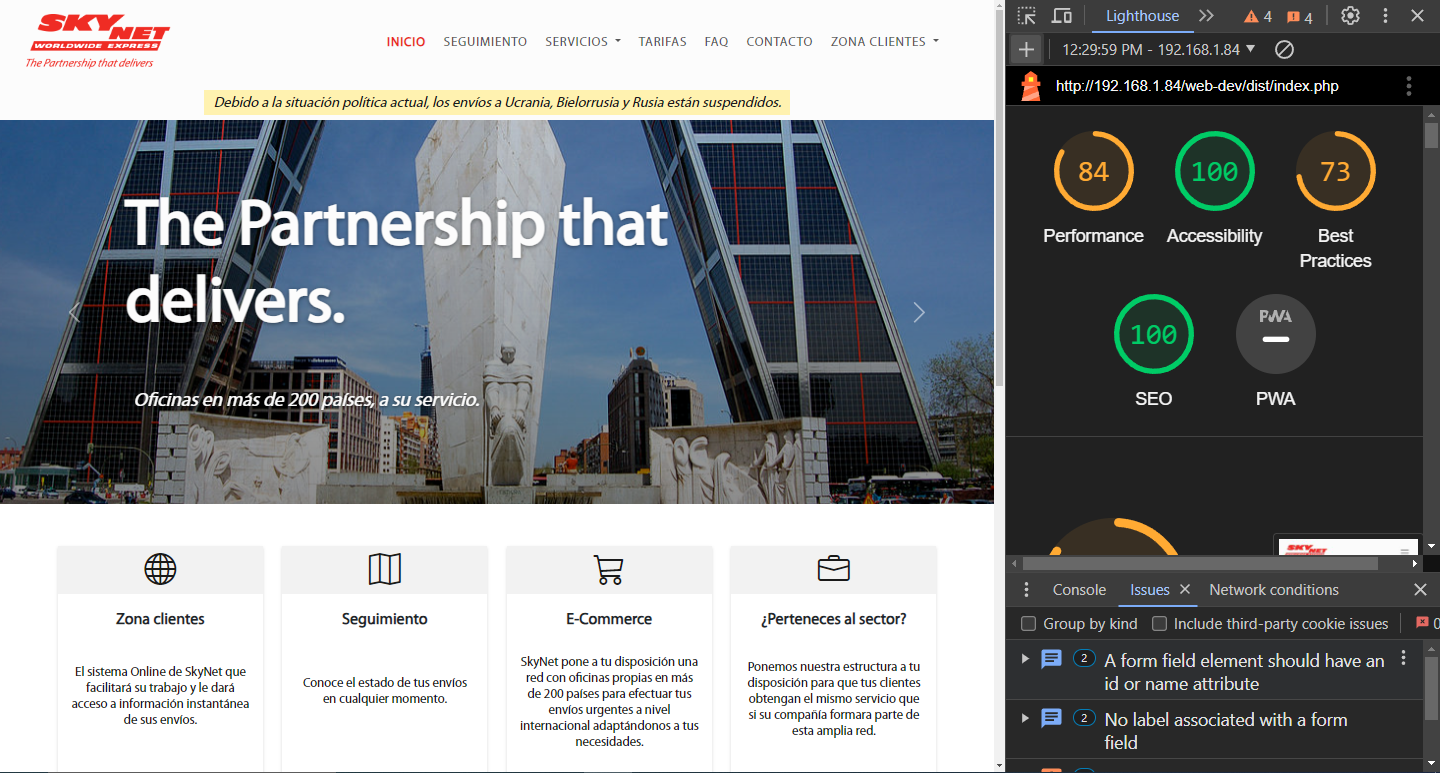 SKYNET
WORLDWIDE EXPRESS
The Partnership that delivers
INICIO SEGUIMIENTO SERVICIOS TARIFAS FAQ CONTACTO ZONA CLIENTES
Debido a la situación política actual, los envíos a Ucrania, Bielorrusia y Rusia están suspendidos.
The Partnership that
delivers.
Oficinas en más de 200 países, a su servicio.
Zona clientes
El sistema Online de SkyNet que
facilitará su trabajo y le dará
acceso a información instantánea
de sus envíos.
Seguimiento
Conoce el estado de tus envíos
en cualquier momento.
E-Commerce
SkyNet pone a tu disposición una
red con oficinas propias en más
de 200 países para efectuar tus
envíos urgentes a nivel
internacional adaptándonos a tus
necesidades.
¿Perteneces al sector?
Ponemos nuestra estructura a tu
disposición para que tus clientes
obtengan el mismo servicio que
si su compañía formara parte de
esta amplia red.
Lighthouse 4 4
12:29:59 PM - 192.168.1.84
http://192.168.1.84/web-dev/dist/index.php
84 100 73
Performance Accessibility Best
Practices
100 PWA
SEO PWA
SKYNET
Console Issues Network conditions
Group by kind Include third-party cookie issues 0
2 A form field element should have an
id or name attribute
2 No label associated with a form
field